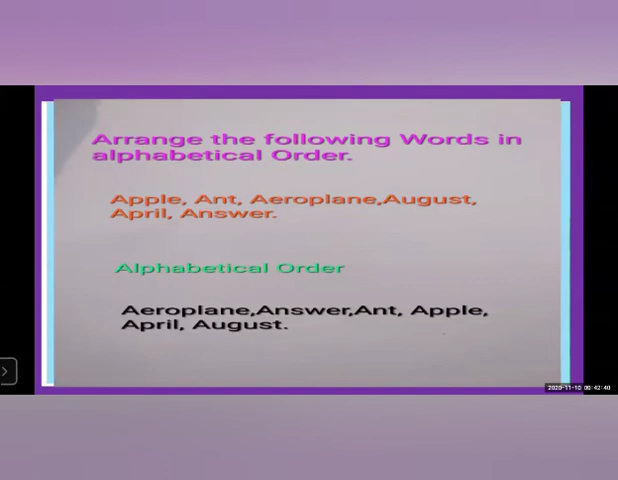 Arrange the following Words in
alphabetical Order.
Apple, Ant, Aeroplane,August,
April, Answer.
Alphabetical Order
Aeroplane,Answer,Ant, Apple,
April, August.
2020-11-10 09:42:40